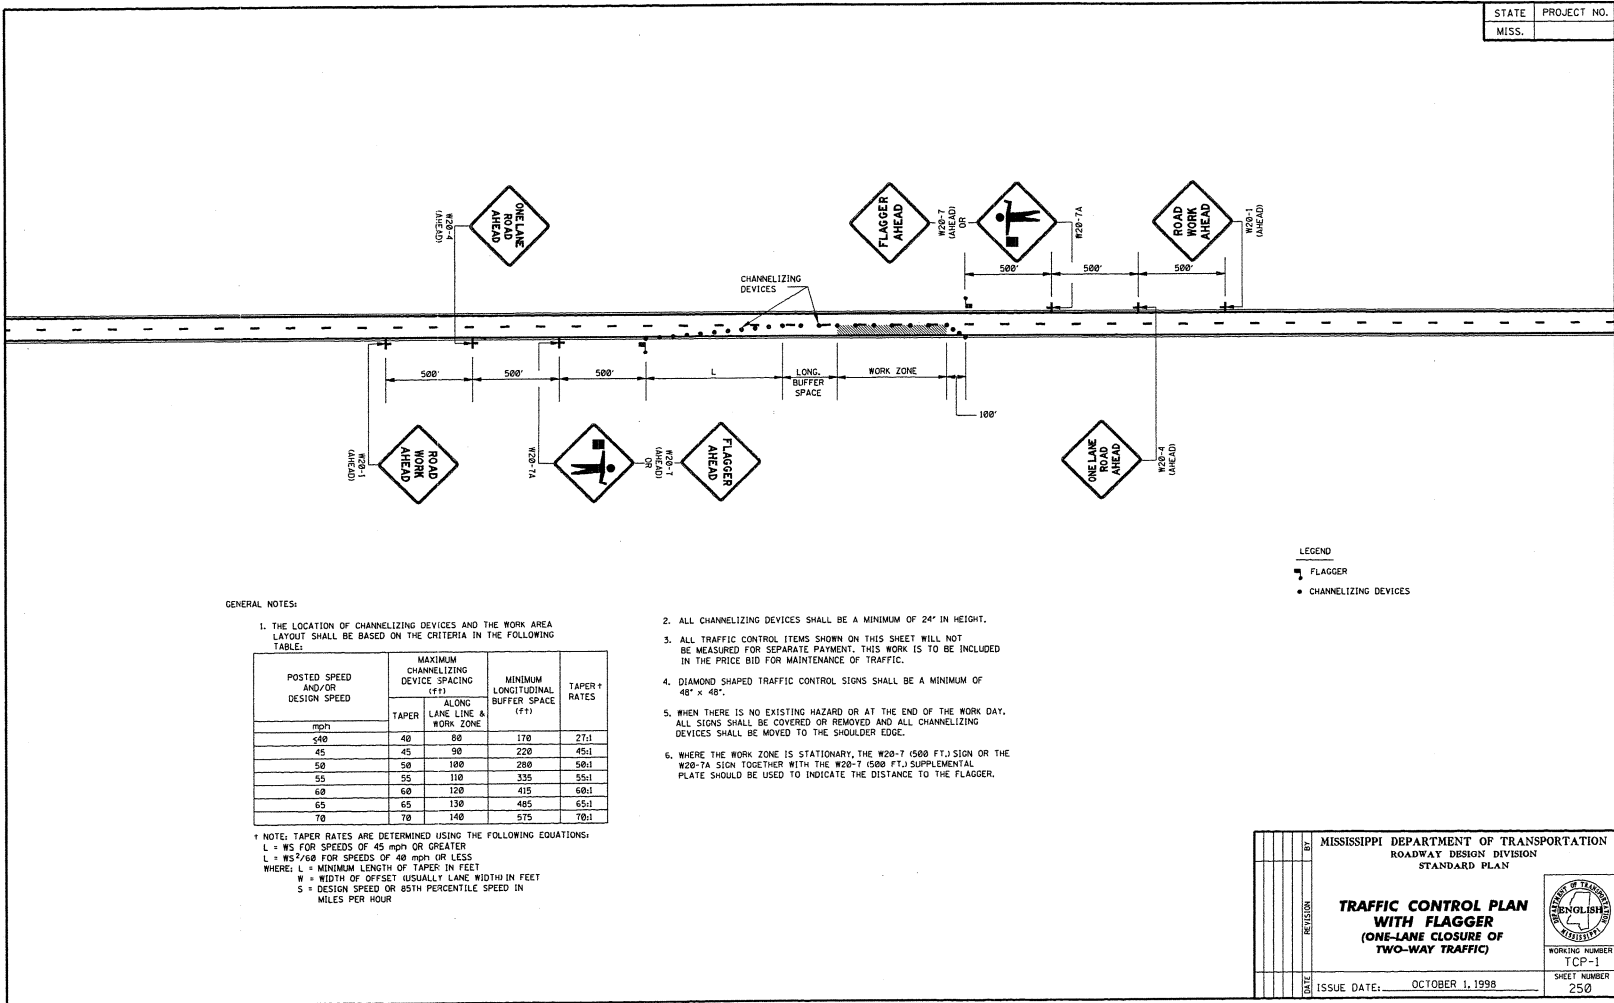 STATE PROJECT NO.
MISS.
ONE LANE
ROAD
AHEAD
W20-4
(AHEAD)
FLAGGER
AHEAD
W20-7
(AHEAD)
OR
W20-7A
ROAD
WORK
AHEAD
W20-1
(AHEAD)
500' 500' 500'
CHANNELIZING
DEVICES
500' 500' 500' L LONG.
BUFFER
SPACE
WORK ZONE
100'
W20-1
(AHEAD)
ROAD
WORK
AHEAD
W20-7A
OR
W20-7
(AHEAD)
FLAGGER
AHEAD
ONE LANE
ROAD
AHEAD
W20-4
(AHEAD)
LEGEND
FLAGGER
CHANNELIZING DEVICES
GENERAL NOTES:
1. THE LOCATION OF CHANNELIZING DEVICES AND THE WORK AREA
LAYOUT SHALL BE BASED ON THE CRITERIA IN THE FOLLOWING
TABLE:
POSTED SPEED
AND/OR
DESIGN SPEED
mph
MAXIMUM
CHANNELIZING
DEVICE SPACING
(ft)
TAPER
ALONG
LANE LINE &
WORK ZONE
MINIMUM
LONGITUDINAL
BUFFER SPACE
(ft)
TAPER †
RATES
≤40 40 80 170 27:1
45 45 90 220 45:1
50 50 100 280 50:1
55 55 110 335 55:1
60 60 120 415 60:1
65 65 130 485 65:1
70 70 140 575 70:1
† NOTE: TAPER RATES ARE DETERMINED USING THE FOLLOWING EQUATIONS:
L = WS FOR SPEEDS OF 45 mph OR GREATER
L = WS²/60 FOR SPEEDS OF 40 mph OR LESS
WHERE: L = MINIMUM LENGTH OF TAPER IN FEET
W = WIDTH OF OFFSET (USUALLY LANE WIDTH) IN FEET
S = DESIGN SPEED OR 85TH PERCENTILE SPEED IN
MILES PER HOUR
2. ALL CHANNELIZING DEVICES SHALL BE A MINIMUM OF 24" IN HEIGHT.
3. ALL TRAFFIC CONTROL ITEMS SHOWN ON THIS SHEET WILL NOT
BE MEASURED FOR SEPARATE PAYMENT. THIS WORK IS TO BE INCLUDED
IN THE PRICE BID FOR MAINTENANCE OF TRAFFIC.
4. DIAMOND SHAPED TRAFFIC CONTROL SIGNS SHALL BE A MINIMUM OF
48" x 48".
5. WHEN THERE IS NO EXISTING HAZARD OR AT THE END OF THE WORK DAY,
ALL SIGNS SHALL BE COVERED OR REMOVED AND ALL CHANNELIZING
DEVICES SHALL BE MOVED TO THE SHOULDER EDGE.
6. WHERE THE WORK ZONE IS STATIONARY, THE W20-7 (500 FT.) SIGN OR THE
W20-7A SIGN TOGETHER WITH THE W20-7 (500 FT.) SUPPLEMENTAL
PLATE SHOULD BE USED TO INDICATE THE DISTANCE TO THE FLAGGER.
BY
REVISION
DATE
MISSISSIPPI DEPARTMENT OF TRANSPORTATION
ROADWAY DESIGN DIVISION
STANDARD PLAN
TRAFFIC CONTROL PLAN
WITH FLAGGER
(ONE-LANE CLOSURE OF
TWO-WAY TRAFFIC)
DEPARTMENT OF TRANSPORTATION
ENGLISH
MISSISSIPPI
WORKING NUMBER
TCP-1
ISSUE DATE: OCTOBER 1, 1998
SHEET NUMBER
250